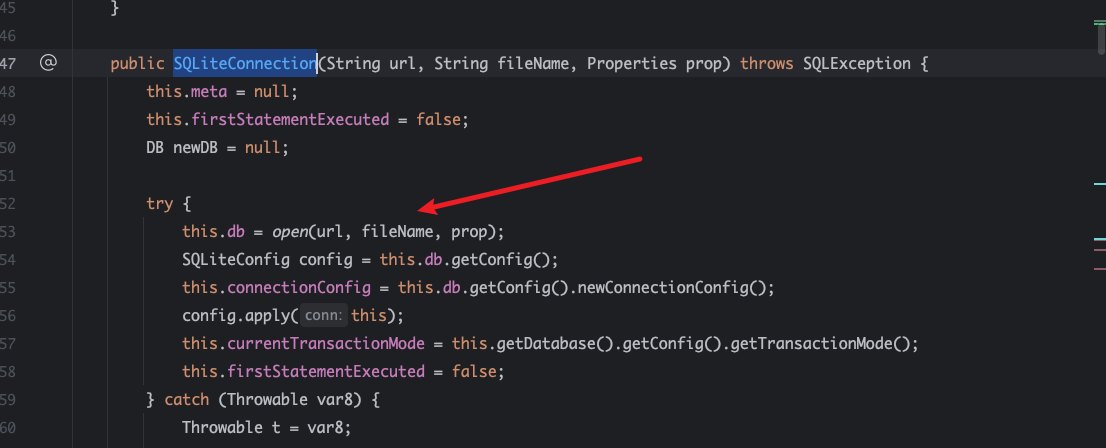 45 }
46
47 @ public SQLiteConnection(String url, String fileName, Properties prop) throws SQLException {
48 this.meta = null;
49 this.firstStatementExecuted = false;
50 DB newDB = null;
51
52 try {
53 this.db = open(url, fileName, prop);
54 SQLiteConfig config = this.db.getConfig();
55 this.connectionConfig = this.db.getConfig().newConnectionConfig();
56 config.apply( conn: this);
57 this.currentTransactionMode = this.getDatabase().getConfig().getTransactionMode();
58 this.firstStatementExecuted = false;
59 } catch (Throwable var8) {
60 Throwable t = var8;